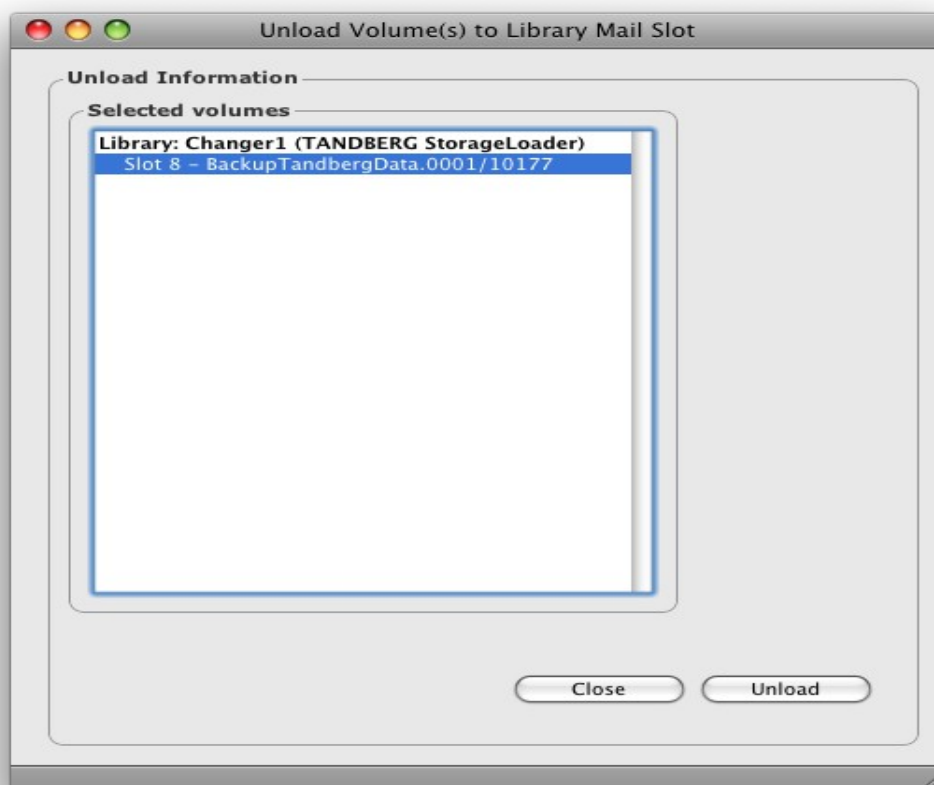 Unload Volume(s) to Library Mail Slot
Unload Information
Selected volumes
Library: Changer1 (TANDBERG StorageLoader)
Slot 8 – BackupTandbergData.0001/10177
Close
Unload